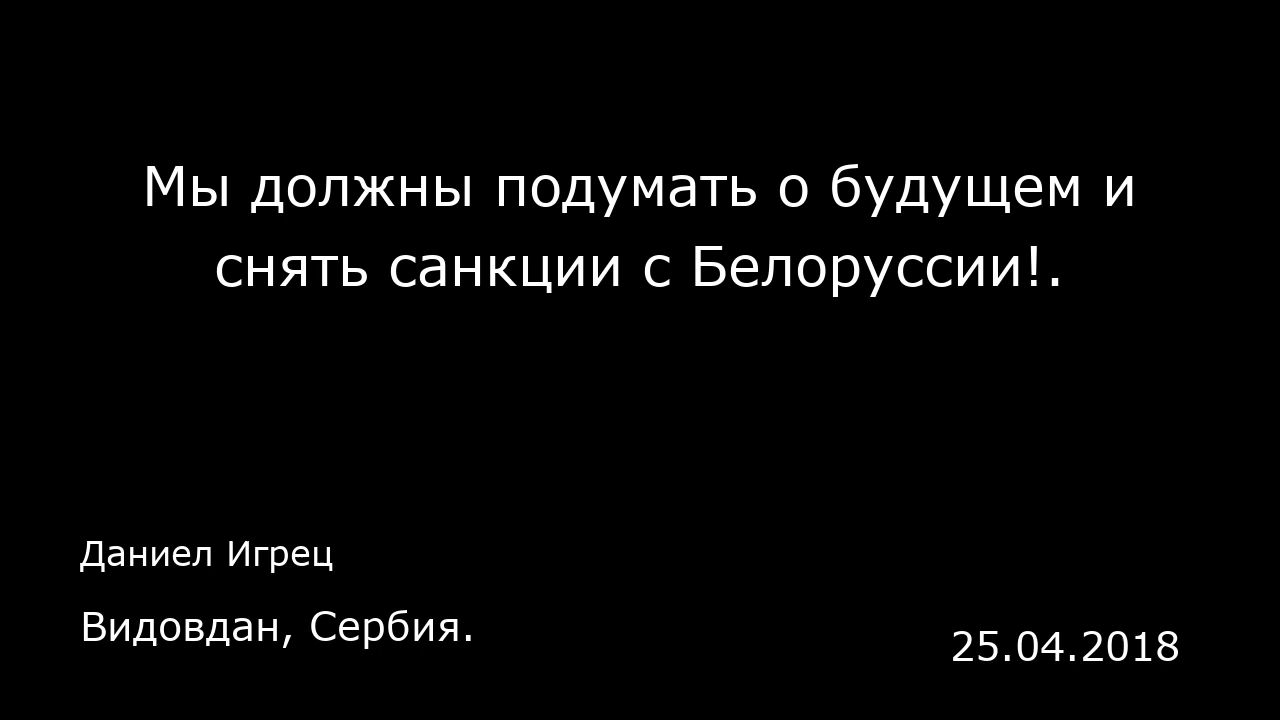 Мы должны подумать о будущем и
снять санкции с Белоруссии!.
Даниел Игрец
Видовдан, Сербия.
25.04.2018